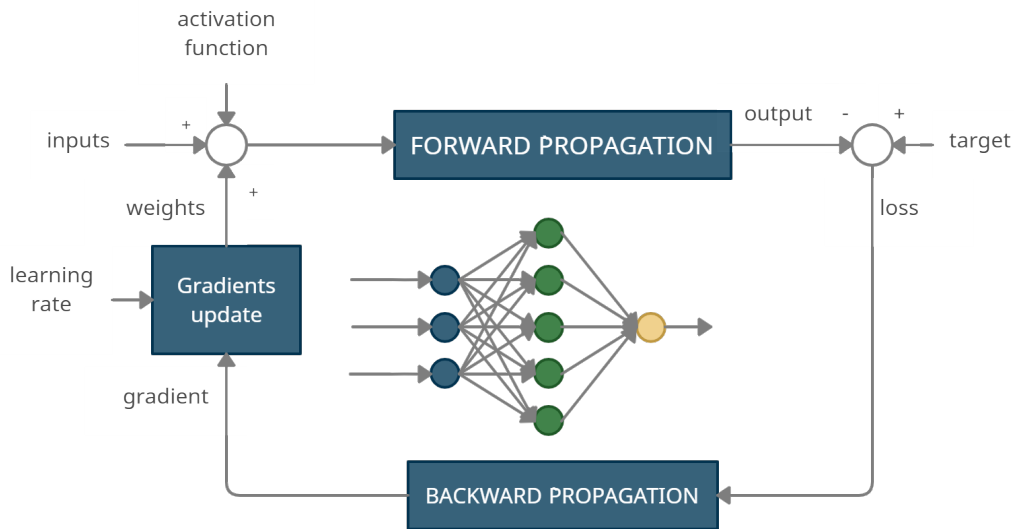 activation
function
inputs
+
FORWARD PROPAGATION
output
-
+
target
weights
+
loss
learning
rate
Gradients
update
gradient
BACKWARD PROPAGATION